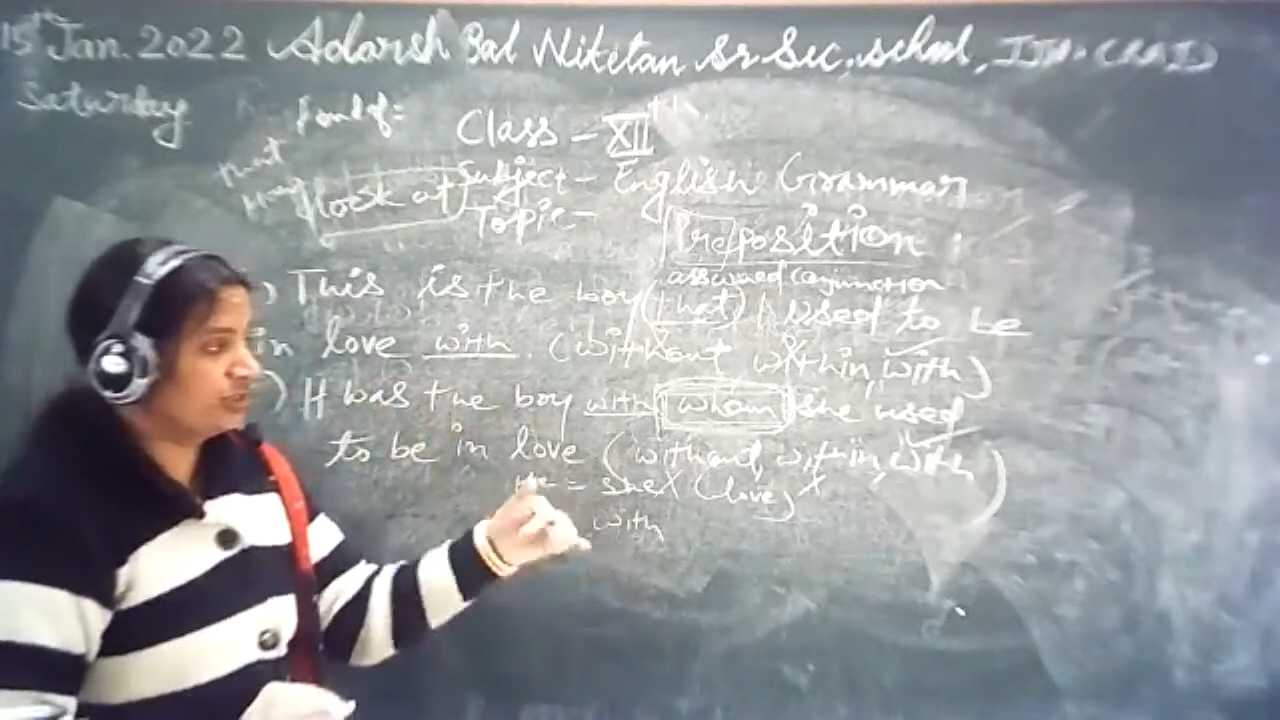 15th Jan. 2022 Adarsh Bal Niketan Sr. Sec. school,
Saturday
fond of:
Class - XIIth
look at
Subject - English Grammar
Topic - Preposition:
assumed conjunction
) This is the boy (that) I used to be
in love with. (without, within, with)
) It was the boy with whom she used
to be in love (without, within, with)
= she X (love) X
with